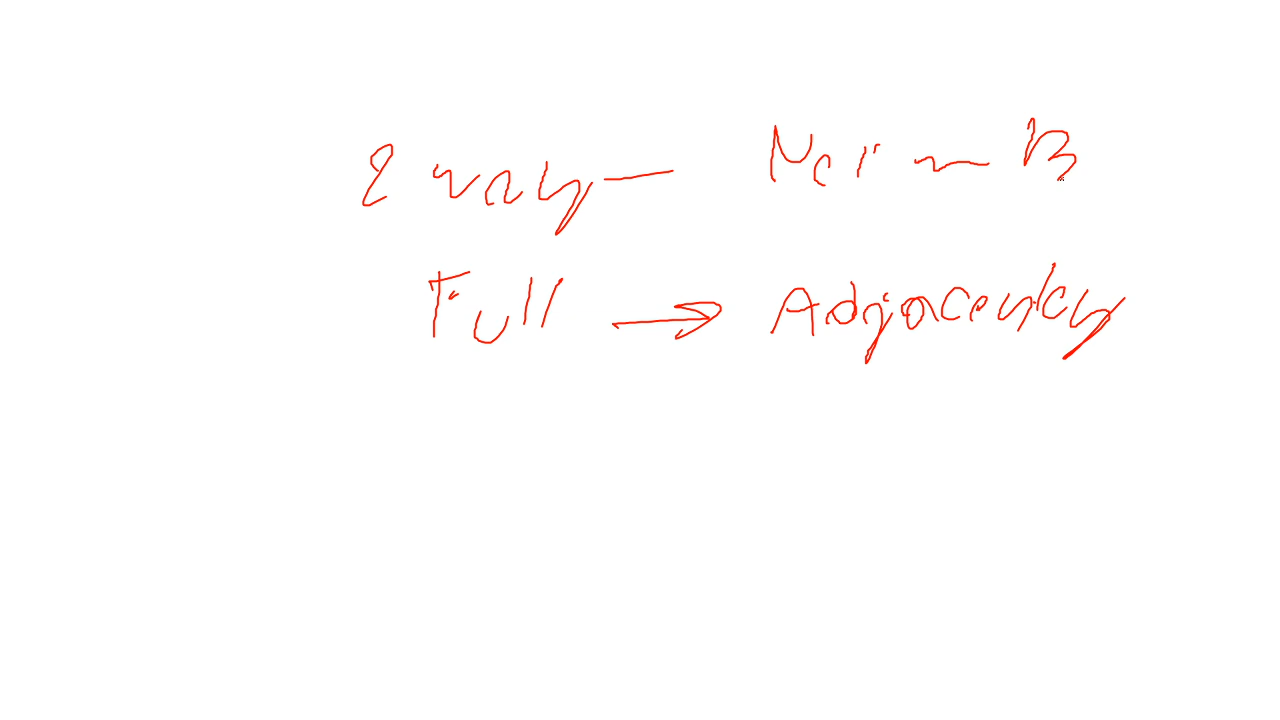 2 way — Nei — B
Full → Adjacency